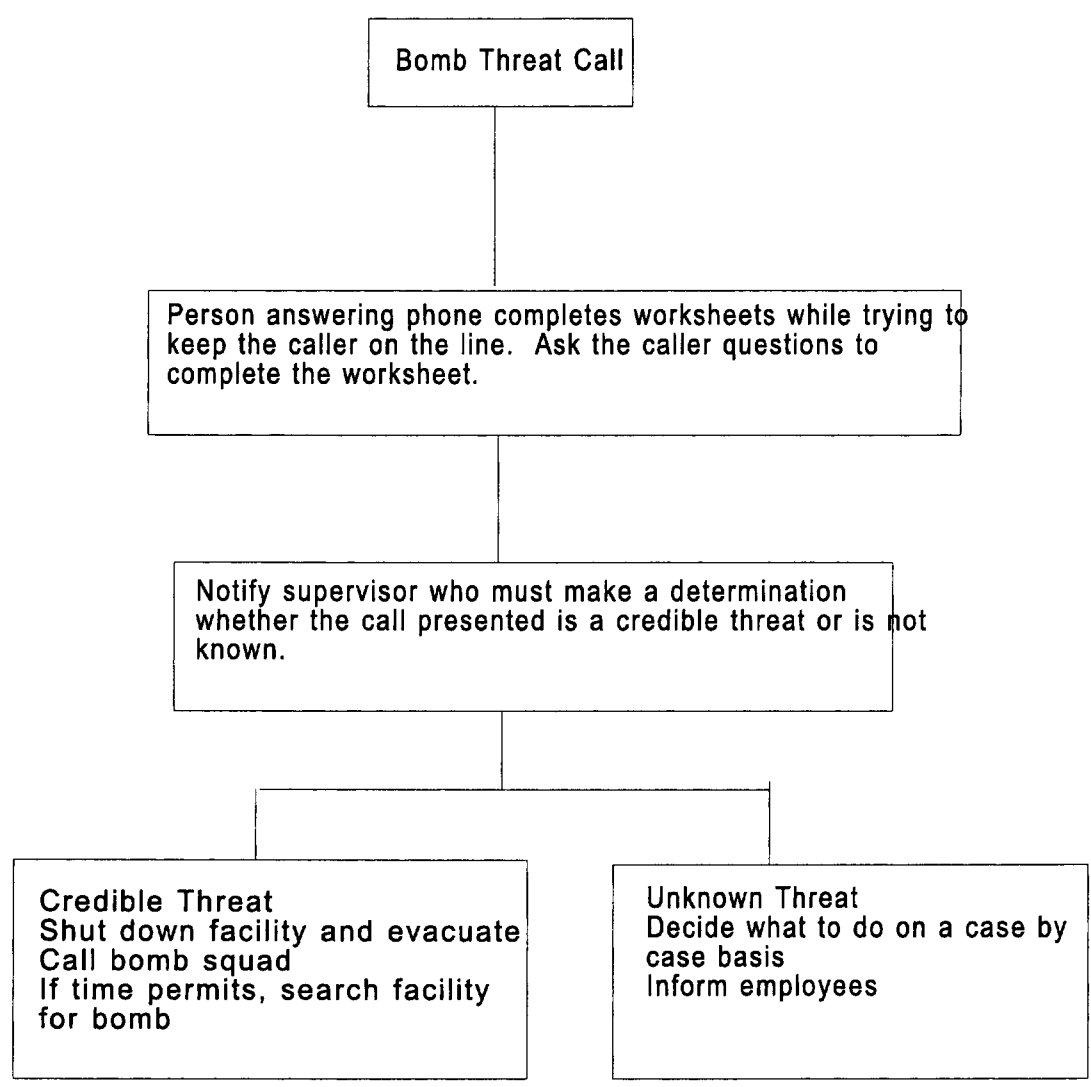 Bomb Threat Call
Person answering phone completes worksheets while trying to
keep the caller on the line.  Ask the caller questions to
complete the worksheet.
Notify supervisor who must make a determination
whether the call presented is a credible threat or is not
known.
Credible Threat
Shut down facility and evacuate
Call bomb squad
If time permits, search facility
for bomb
Unknown Threat
Decide what to do on a case by
case basis
Inform employees